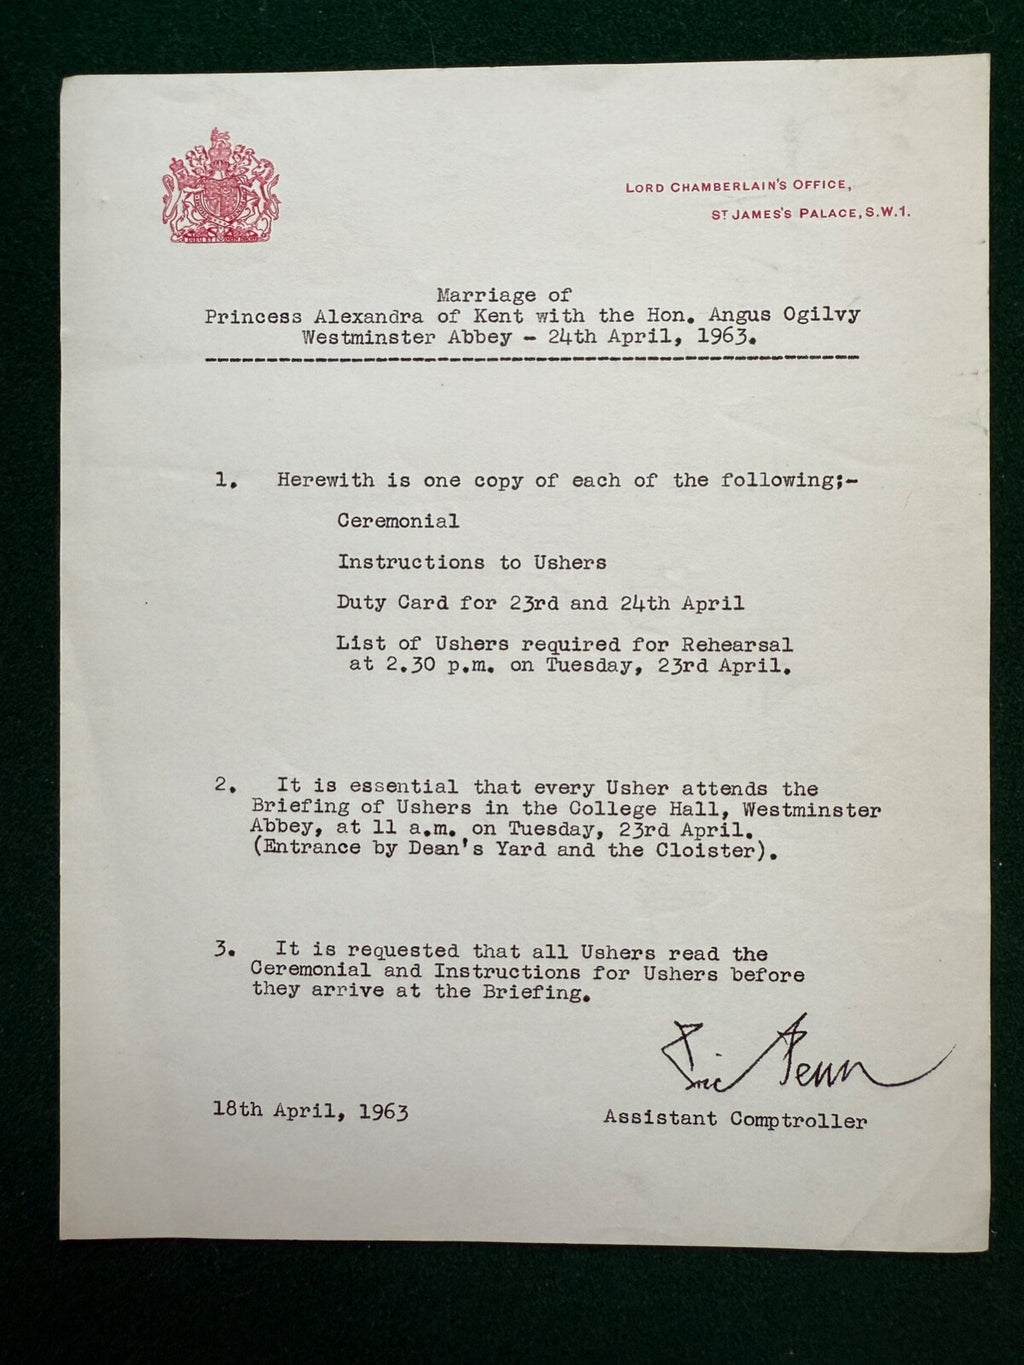 LORD CHAMBERLAIN'S OFFICE,
ST JAMES'S PALACE, S.W.1.
Marriage of
Princess Alexandra of Kent with the Hon. Angus Ogilvy
Westminster Abbey - 24th April, 1963.
1. Herewith is one copy of each of the following;-
Ceremonial
Instructions to Ushers
Duty Card for 23rd and 24th April
List of Ushers required for Rehearsal
at 2.30 p.m. on Tuesday, 23rd April.
2. It is essential that every Usher attends the
Briefing of Ushers in the College Hall, Westminster
Abbey, at 11 a.m. on Tuesday, 23rd April.
(Entrance by Dean's Yard and the Cloister).
3. It is requested that all Ushers read the
Ceremonial and Instructions for Ushers before
they arrive at the Briefing.
Eric Penn
18th April, 1963
Assistant Comptroller